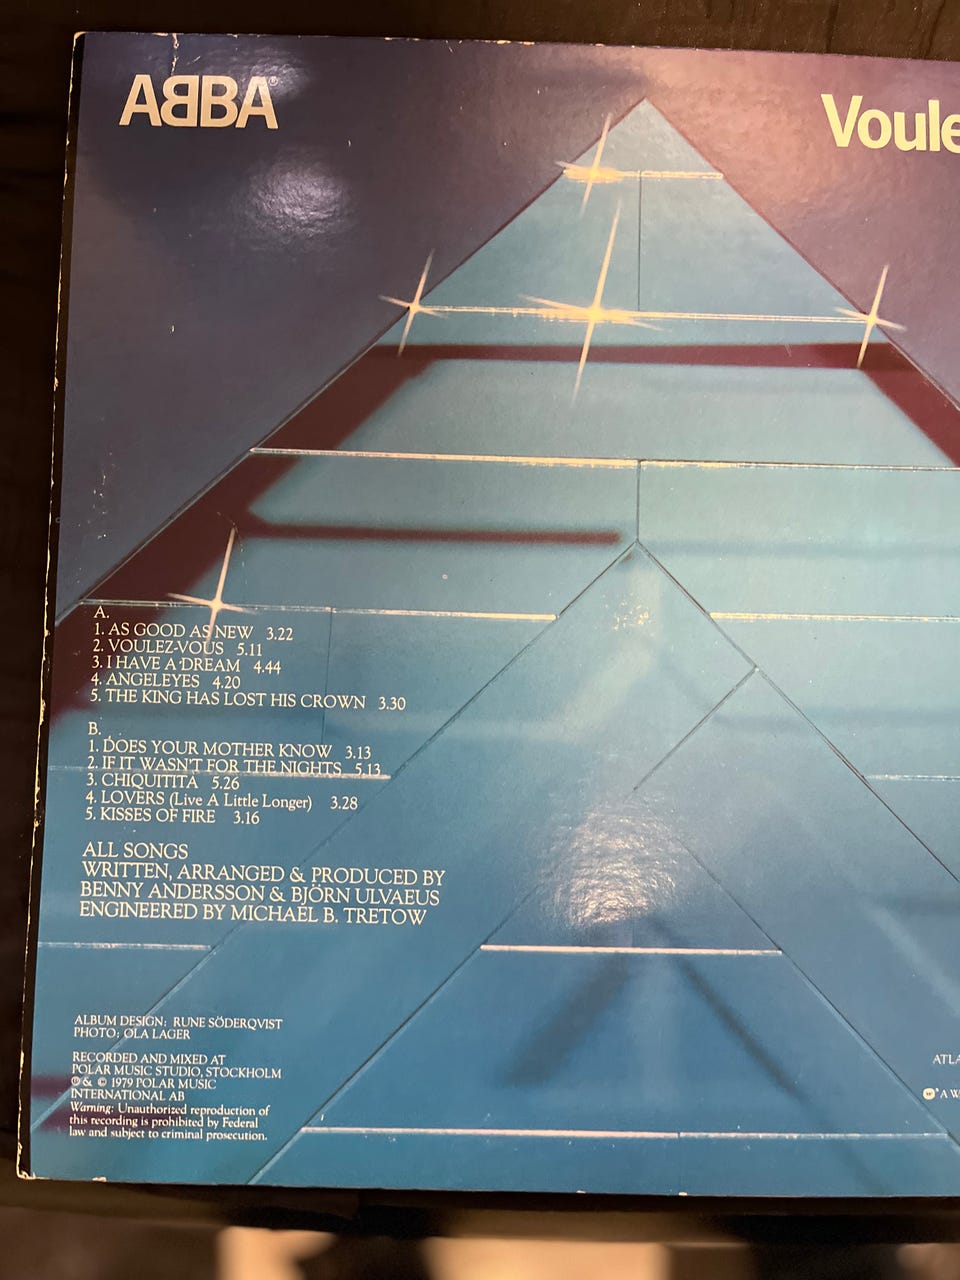 ABBA
Voule
A.
1. AS GOOD AS NEW 3.22
2. VOULEZ-VOUS 5.11
3. I HAVE A DREAM 4.44
4. ANGELEYES 4.20
5. THE KING HAS LOST HIS CROWN 3.30
B.
1. DOES YOUR MOTHER KNOW 3.13
2. IF IT WASN'T FOR THE NIGHTS 5.13
3. CHIQUITITA 5.26
4. LOVERS (Live A Little Longer) 3.28
5. KISSES OF FIRE 3.16
ALL SONGS
WRITTEN, ARRANGED & PRODUCED BY
BENNY ANDERSSON & BJÖRN ULVAEUS
ENGINEERED BY MICHAEL B. TRETOW
ALBUM DESIGN: RUNE SÖDERQVIST
PHOTO: OLA LAGER
RECORDED AND MIXED AT
POLAR MUSIC STUDIO, STOCKHOLM
℗ & © 1979 POLAR MUSIC
INTERNATIONAL AB
Warning: Unauthorized reproduction of
this recording is prohibited by Federal
law and subject to criminal prosecution.
ATLA
A W